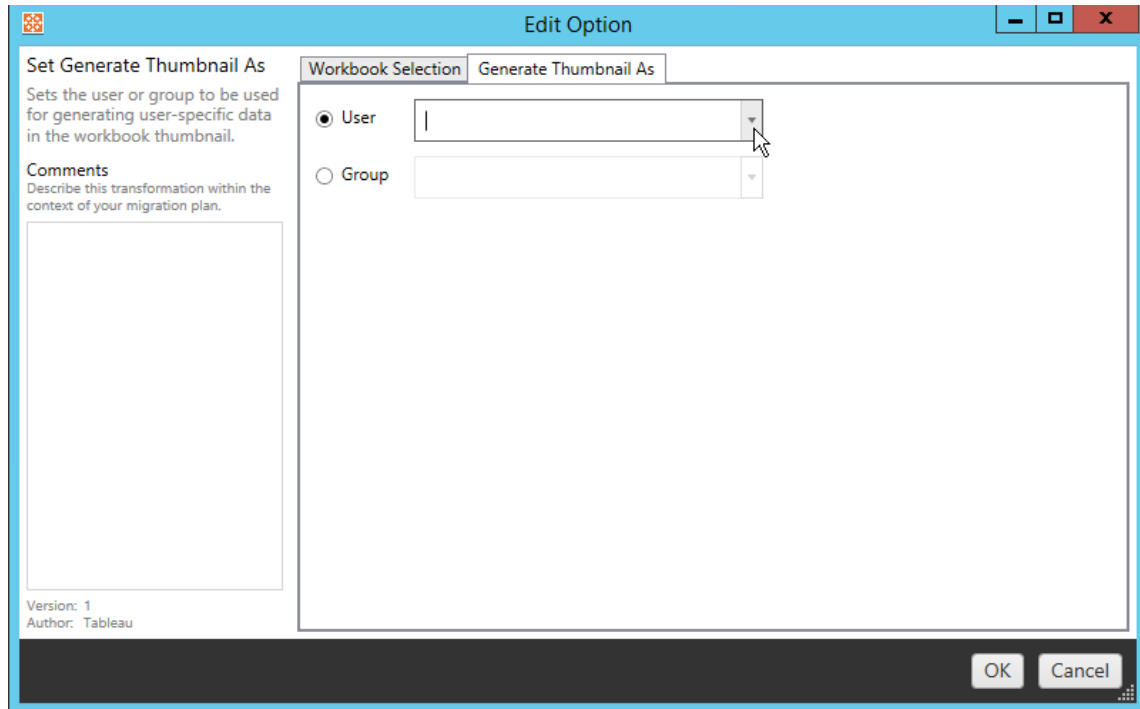 Edit Option
Set Generate Thumbnail As
Sets the user or group to be used
for generating user-specific data
in the workbook thumbnail.
Comments
Describe this transformation within the
context of your migration plan.
Version: 1
Author: Tableau
Workbook Selection
Generate Thumbnail As
User
Group
OK
Cancel